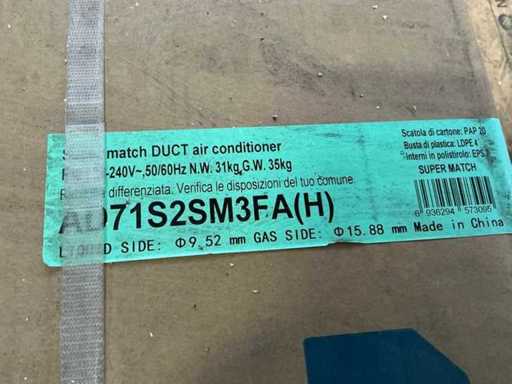 match DUCT air conditioner
-240V~,50/60Hz N.W. 31kg,G.W. 35kg
differenziata. Verifica le disposizioni del tuo comune.
AD71S2SM3FA(H)
SIDE: Φ9.52 mm GAS SIDE: Φ15.88 mm Made in China
Scatola di cartone: PAP 20
Busta di plastica: LDPE 4
Interni in polistirolo: EPS
SUPER MATCH
6 936294 573095